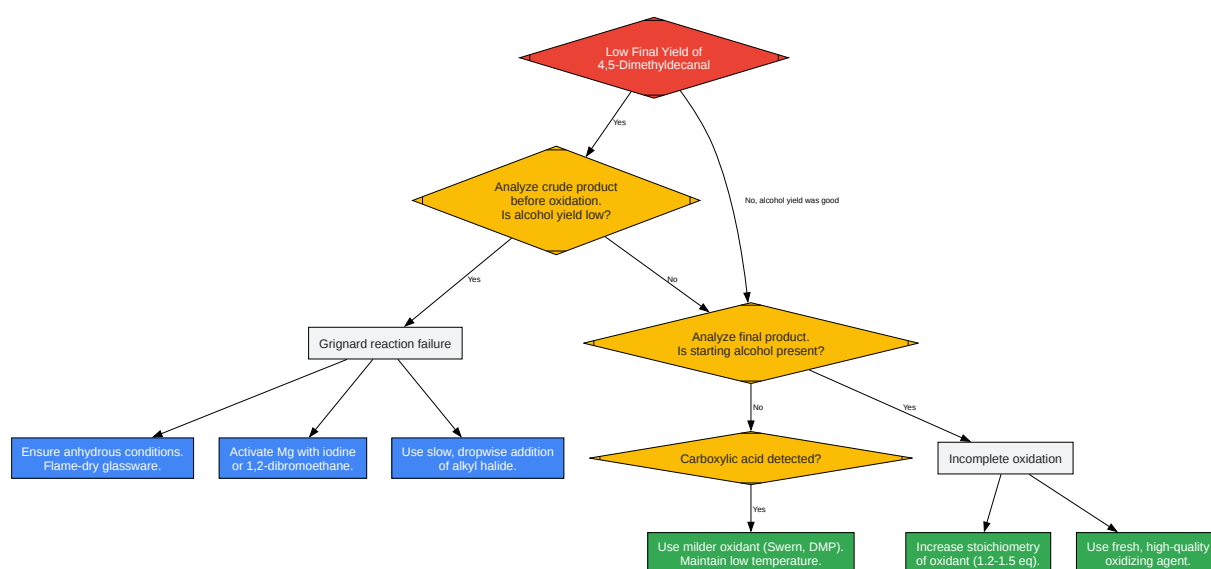 Low Final Yield of
4,5-Dimethyldecanal
Yes
Analyze crude product
before oxidation.
Is alcohol yield low?
No, alcohol yield was good
Yes
No
Grignard reaction failure
Analyze final product.
Is starting alcohol present?
No
Yes
Ensure anhydrous conditions.
Flame-dry glassware.
Activate Mg with iodine
or 1,2-dibromoethane.
Use slow, dropwise addition
of alkyl halide.
Carboxylic acid detected?
Incomplete oxidation
Yes
Use milder oxidant (Swern, DMP).
Maintain low temperature.
Increase stoichiometry
of oxidant (1.2-1.5 eq).
Use fresh, high-quality
oxidizing agent.